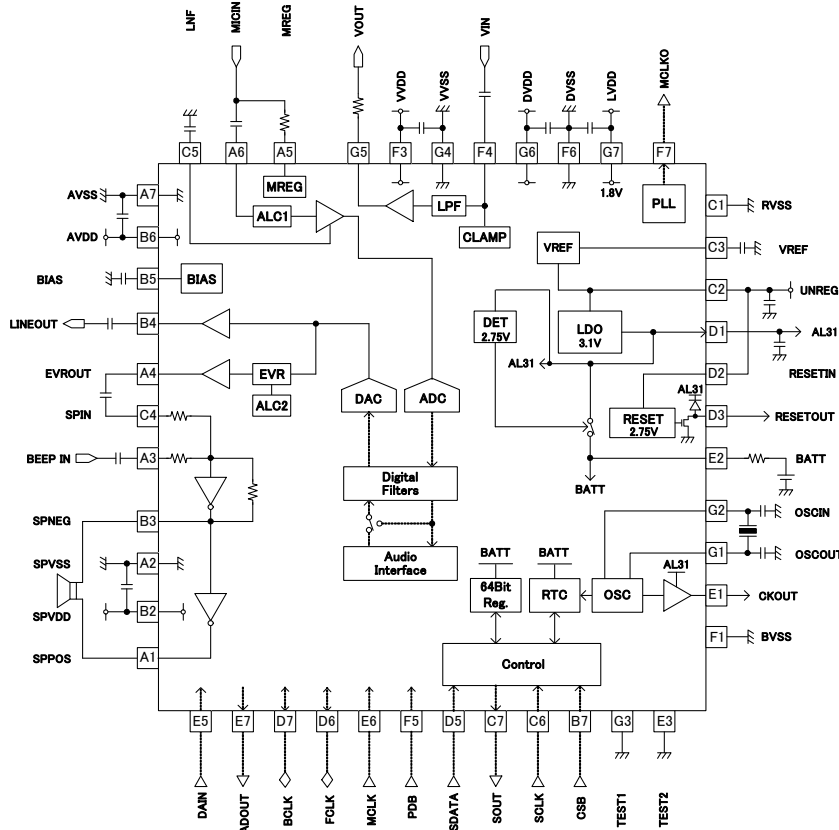 LNF
MICIN
MREG
VOUT
VVDD
VVSS
VIN
DVDD
DVSS
LVDD
MCLKO
C5
A6
A5
G5
F3
G4
F4
G6
F6
G7
F7
1.8V
MREG
ALC1
LPF
CLAMP
PLL
AVSS
A7
AVDD
B6
BIAS
B5
BIAS
LINEOUT
B4
EVROUT
A4
EVR
ALC2
SPIN
C4
BEEP IN
A3
SPNEG
B3
SPVSS
A2
SPVDD
B2
SPPOS
A1
DAC
ADC
Digital
Filters
Audio
Interface
C1
RVSS
VREF
C3
VREF
C2
UNREG
DET
2.75V
LDO
3.1V
D1
AL31
AL31
D2
RESETIN
AL31
RESET
2.75V
D3
RESETOUT
E2
BATT
BATT
G2
OSCIN
G1
OSCOUT
BATT
BATT
AL31
64Bit
Reg.
RTC
OSC
E1
CKOUT
F1
BVSS
Control
E5
E7
D7
D6
E6
F5
D5
C7
C6
B7
G3
E3
DAIN
ADOUT
BCLK
FCLK
MCLK
PDB
SDATA
SOUT
SCLK
CSB
TEST1
TEST2